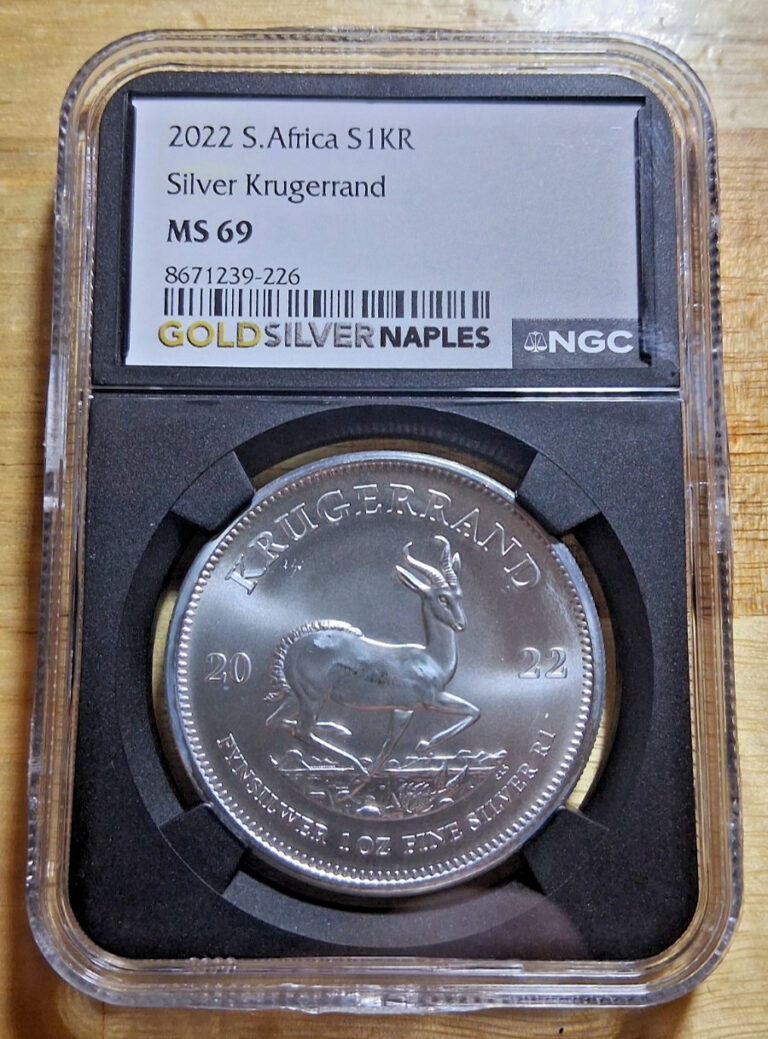 2022 S.Africa S1KR
Silver Krugerrand
MS 69
8671239-226
GOLDSILVERNAPLES
NGC
KRUGERRAND
20 22
FYNSILWER 1 OZ FINE SILVER R1